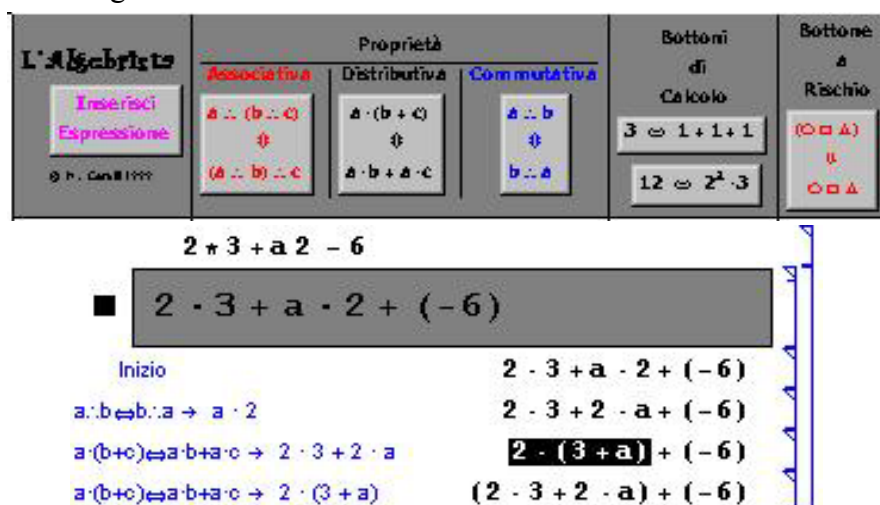 L'Algebrista
Inserisci
Espressione
Proprietà
Associativa
Distributiva
Commutativa
a ∴ (b ∴ c)
⇕
(a ∴ b) ∴ c
a · (b + c)
⇕
a · b + a · c
a ∴ b
⇕
b ∴ a
Bottoni
di
Calcolo
3 ⇔ 1 + 1 + 1
12 ⇔ 2² · 3
Bottone
a
Rischio
(○ □ △)
⇓
○ □ △
2 * 3 + a 2 - 6
2 · 3 + a · 2 + (-6)
Inizio 2 · 3 + a · 2 + (-6)
a∴b⇔b∴a → a · 2 2 · 3 + 2 · a + (-6)
a·(b+c)⇔a·b+a·c → 2 · 3 + 2 · a 2 · (3 + a) + (-6)
a·(b+c)⇔a·b+a·c → 2 · (3 + a) (2 · 3 + 2 · a) + (-6)